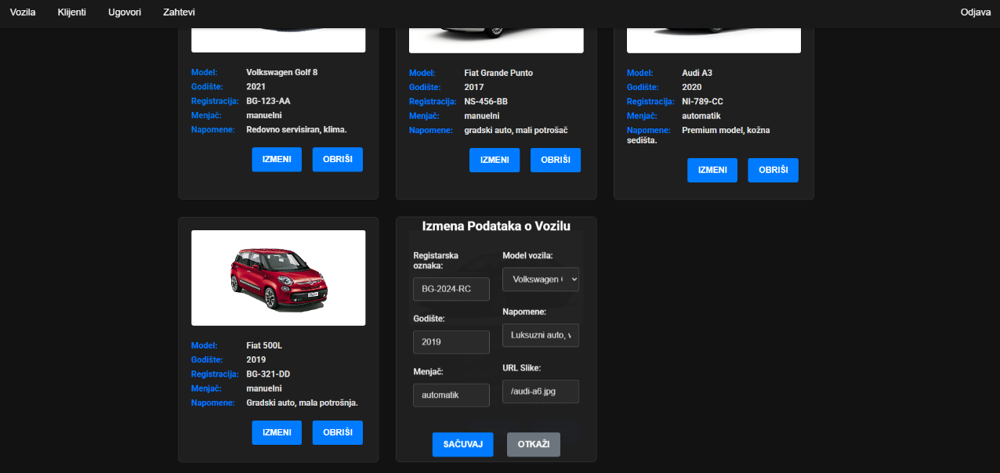 Vozila Klijenti Ugovori Zahtevi Odjava
Model: Volkswagen Golf 8
Godište: 2021
Registracija: BG-123-AA
Menjač: manuelni
Napomene: Redovno servisiran, klima.
IZMENI OBRIŠI
Model: Fiat Grande Punto
Godište: 2017
Registracija: NS-456-BB
Menjač: manuelni
Napomene: gradski auto, mali potrošač
IZMENI OBRIŠI
Model: Audi A3
Godište: 2020
Registracija: NI-789-CC
Menjač: automatik
Napomene: Premium model, kožna
sedišta.
IZMENI OBRIŠI
Model: Fiat 500L
Godište: 2019
Registracija: BG-321-DD
Menjač: manuelni
Napomene: Gradski auto, mala potrošnja.
IZMENI OBRIŠI
Izmena Podataka o Vozilu
Registarska
oznaka:
BG-2024-RC
Godište:
2019
Menjač:
automatik
Model vozila:
Volkswagen
Napomene:
Luksuzni auto,
URL Slike:
/audi-a6.jpg
SAČUVAJ OTKAŽI